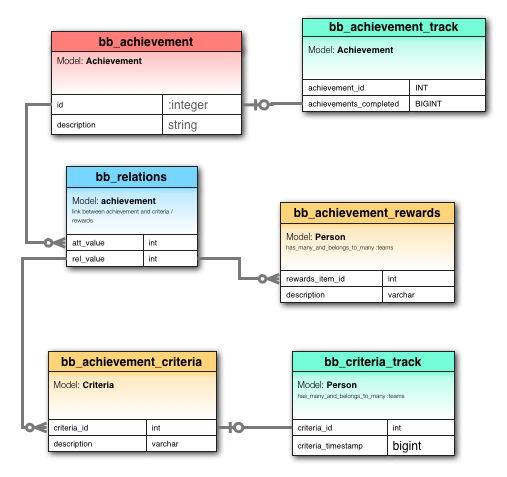 bb_achievement
Model: Achievement
id :integer
description string
bb_achievement_track
Model: Achievement
achievement_id INT
achievements_completed BIGINT
bb_relations
Model: achievement
link between achievement and criteria /
rewards
att_value int
rel_value int
bb_achievement_rewards
Model: Person
has_many_and_belongs_to_many :teams
rewards_item_id int
description varchar
bb_achievement_criteria
Model: Criteria
criteria_id int
description varchar
bb_criteria_track
Model: Person
has_many_and_belongs_to_many :teams
criteria_id int
criteria_timestamp bigint